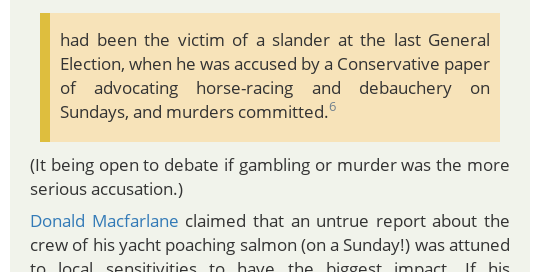 had been the victim of a slander at the last General
Election, when he was accused by a Conservative paper
of advocating horse-racing and debauchery on
Sundays, and murders committed.6
(It being open to debate if gambling or murder was the more
serious accusation.)
Donald Macfarlane claimed that an untrue report about the
crew of his yacht poaching salmon (on a Sunday!) was attuned
to local sensitivities to have the biggest impact. If his